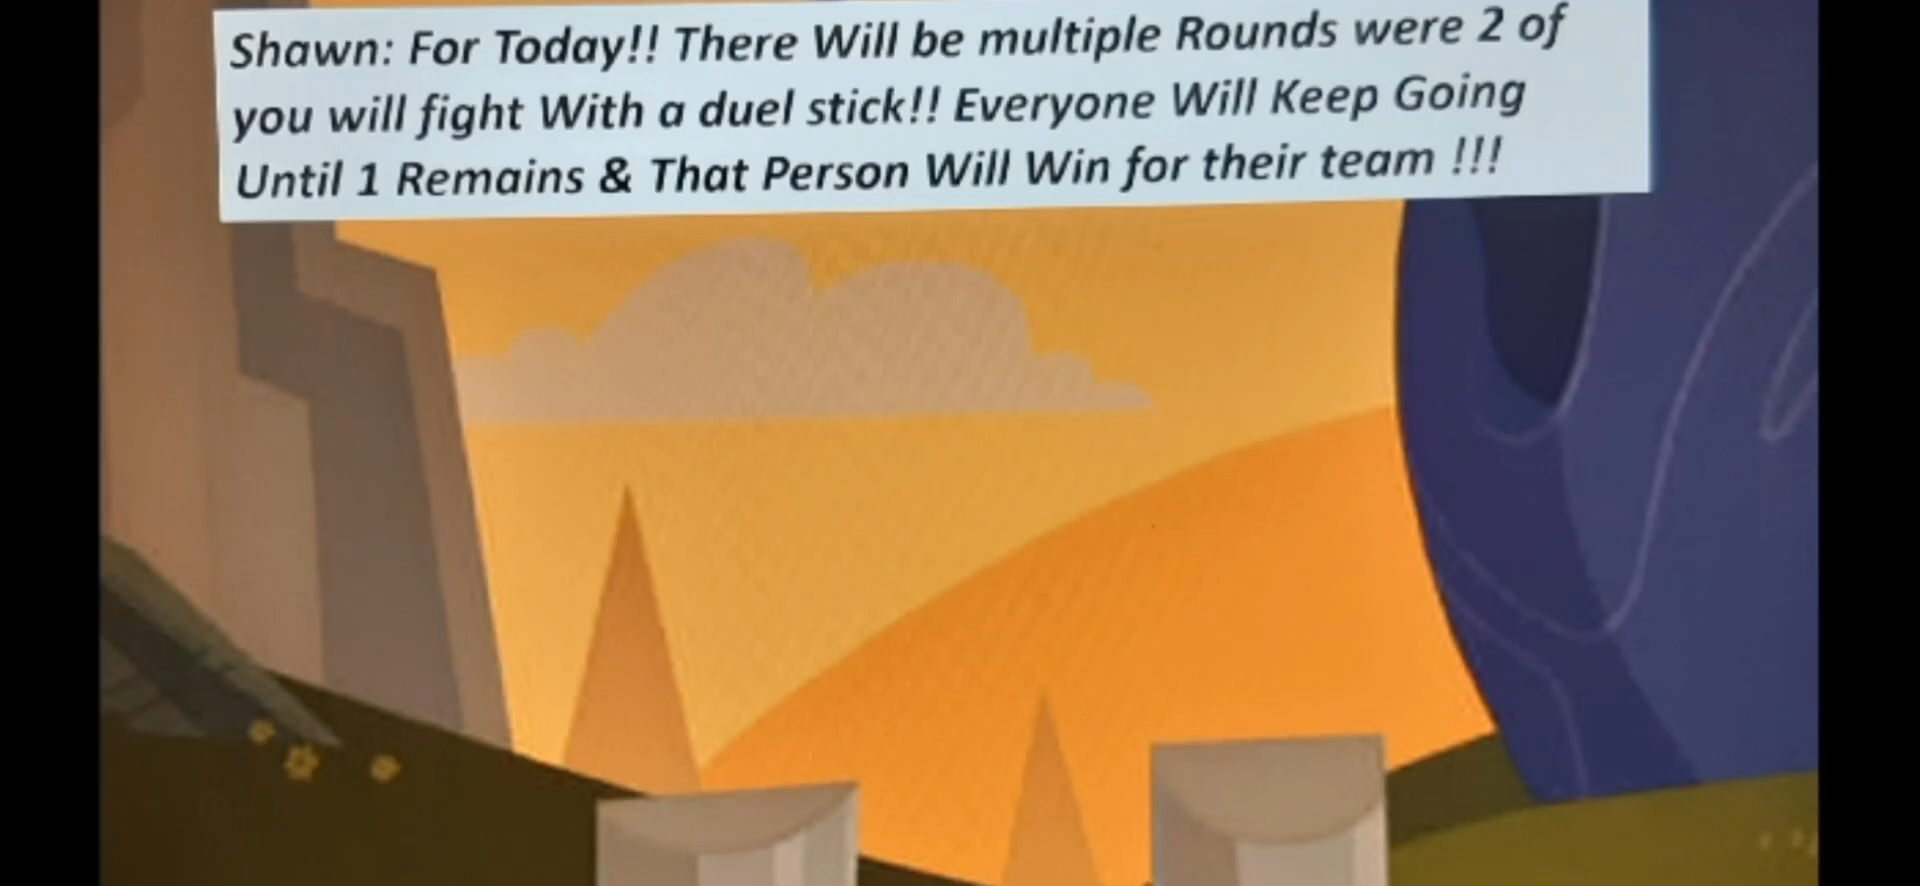 Shawn: For Today!! There Will be multiple Rounds were 2 of
you will fight With a duel stick!! Everyone Will Keep Going
Until 1 Remains & That Person Will Win for their team !!!